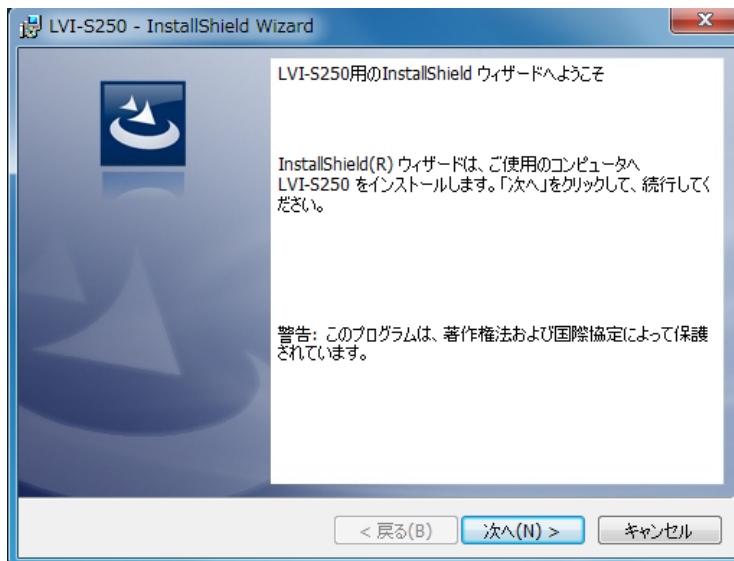 LVI-S250 - InstallShield Wizard
LVI-S250用のInstallShield ウィザードへようこそ
InstallShield(R) ウィザードは、ご使用のコンピュータへ
LVI-S250 をインストールします。「次へ」をクリックして、続行してく
ださい。
警告: このプログラムは、著作権法および国際協定によって保護
されています。
< 戻る(B)
次へ(N) >
キャンセル